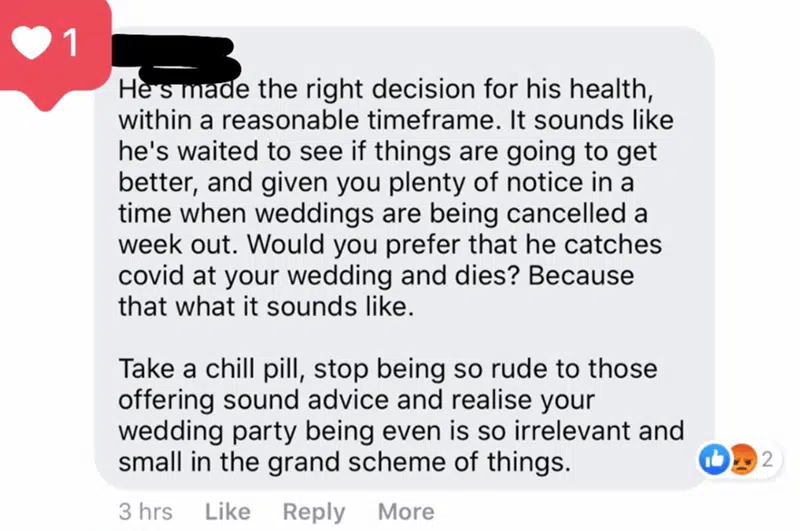 1
He's made the right decision for his health,
within a reasonable timeframe. It sounds like
he's waited to see if things are going to get
better, and given you plenty of notice in a
time when weddings are being cancelled a
week out. Would you prefer that he catches
covid at your wedding and dies? Because
that what it sounds like.
Take a chill pill, stop being so rude to those
offering sound advice and realise your
wedding party being even is so irrelevant and
small in the grand scheme of things.
2
3 hrs Like Reply More